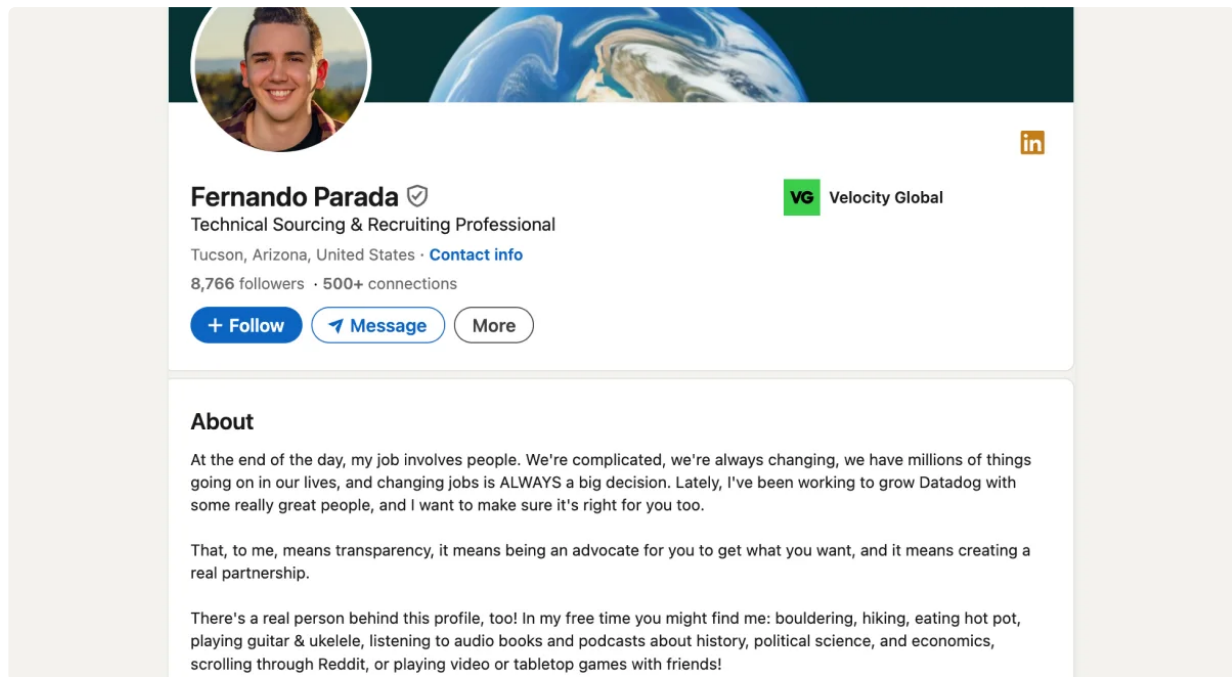 in
Fernando Parada
VG Velocity Global
Technical Sourcing & Recruiting Professional
Tucson, Arizona, United States · Contact info
8,766 followers · 500+ connections
+ Follow
Message
More
About
At the end of the day, my job involves people. We're complicated, we're always changing, we have millions of things
going on in our lives, and changing jobs is ALWAYS a big decision. Lately, I've been working to grow Datadog with
some really great people, and I want to make sure it's right for you too.
That, to me, means transparency, it means being an advocate for you to get what you want, and it means creating a
real partnership.
There's a real person behind this profile, too! In my free time you might find me: bouldering, hiking, eating hot pot,
playing guitar & ukelele, listening to audio books and podcasts about history, political science, and economics,
scrolling through Reddit, or playing video or tabletop games with friends!